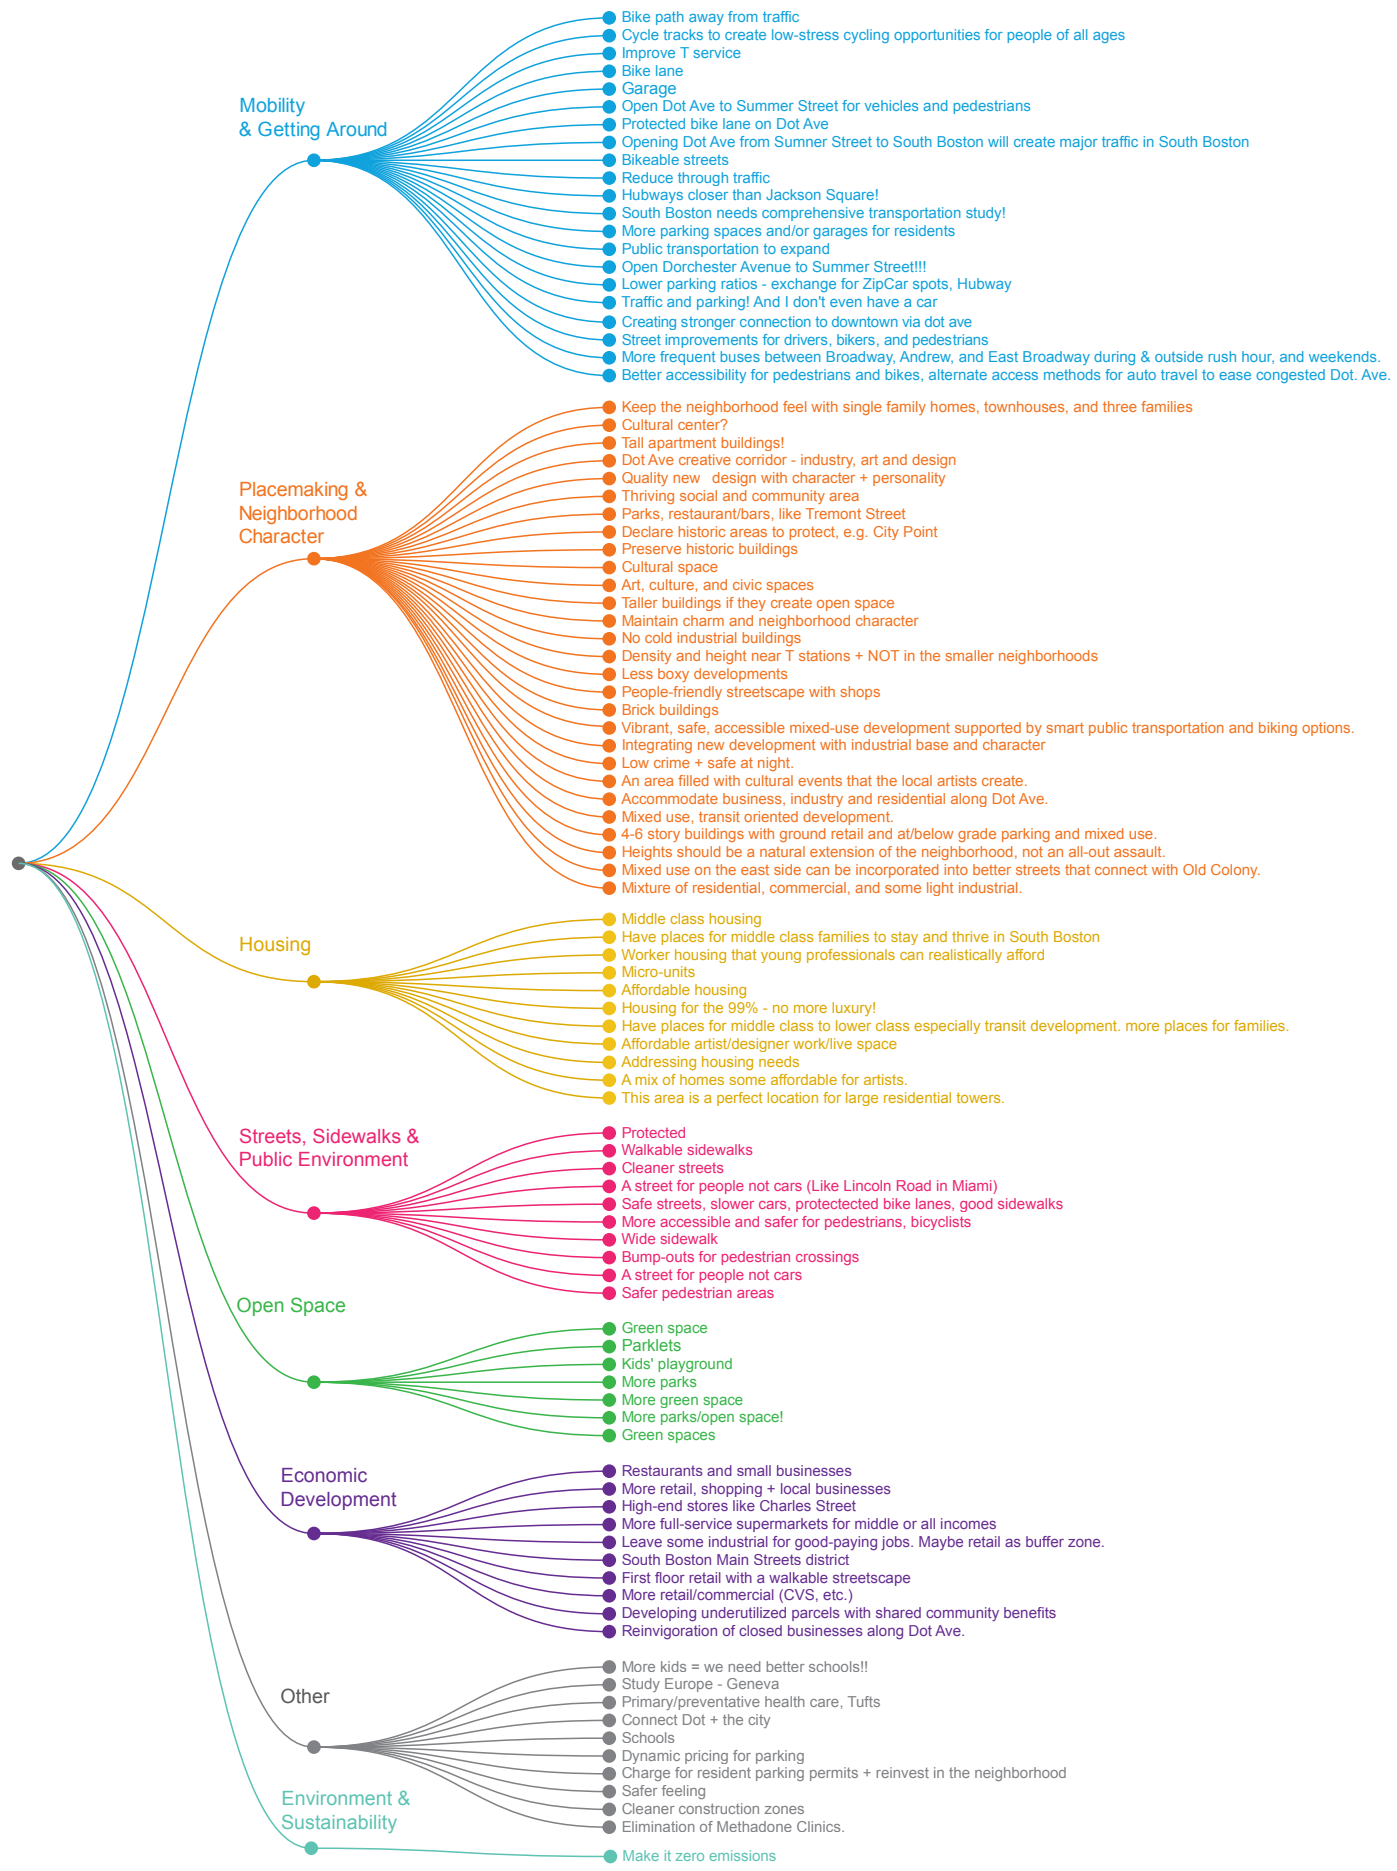 Mobility
& Getting Around
Bike path away from traffic
Cycle tracks to create low-stress cycling opportunities for people of all ages
Improve T service
Bike lane
Garage
Open Dot Ave to Summer Street for vehicles and pedestrians
Protected bike lane on Dot Ave
Opening Dot Ave from Sumner Street to South Boston will create major traffic in South Boston
Bikeable streets
Reduce through traffic
Hubways closer than Jackson Square!
South Boston needs comprehensive transportation study!
More parking spaces and/or garages for residents
Public transportation to expand
Open Dorchester Avenue to Summer Street!!!
Lower parking ratios - exchange for ZipCar spots, Hubway
Traffic and parking! And I don't even have a car
Creating stronger connection to downtown via dot ave
Street improvements for drivers, bikers, and pedestrians
More frequent buses between Broadway, Andrew, and East Broadway during & outside rush hour, and weekends.
Better accessibility for pedestrians and bikes, alternate access methods for auto travel to ease congested Dot. Ave.
Placemaking &
Neighborhood
Character
Keep the neighborhood feel with single family homes, townhouses, and three families
Cultural center?
Tall apartment buildings!
Dot Ave creative corridor - industry, art and design
Quality new design with character + personality
Thriving social and community area
Parks, restaurant/bars, like Tremont Street
Declare historic areas to protect, e.g. City Point
Preserve historic buildings
Cultural space
Art, culture, and civic spaces
Taller buildings if they create open space
Maintain charm and neighborhood character
No cold industrial buildings
Density and height near T stations + NOT in the smaller neighborhoods
Less boxy developments
People-friendly streetscape with shops
Brick buildings
Vibrant, safe, accessible mixed-use development supported by smart public transportation and biking options.
Integrating new development with industrial base and character
Low crime + safe at night.
An area filled with cultural events that the local artists create.
Accommodate business, industry and residential along Dot Ave.
Mixed use, transit oriented development.
4-6 story buildings with ground retail and at/below grade parking and mixed use.
Heights should be a natural extension of the neighborhood, not an all-out assault.
Mixed use on the east side can be incorporated into better streets that connect with Old Colony.
Mixture of residential, commercial, and some light industrial.
Housing
Middle class housing
Have places for middle class families to stay and thrive in South Boston
Worker housing that young professionals can realistically afford
Micro-units
Affordable housing
Housing for the 99% - no more luxury!
Have places for middle class to lower class especially transit development. more places for families.
Affordable artist/designer work/live space
Addressing housing needs
A mix of homes some affordable for artists.
This area is a perfect location for large residential towers.
Streets, Sidewalks &
Public Environment
Protected
Walkable sidewalks
Cleaner streets
A street for people not cars (Like Lincoln Road in Miami)
Safe streets, slower cars, protectected bike lanes, good sidewalks
More accessible and safer for pedestrians, bicyclists
Wide sidewalk
Bump-outs for pedestrian crossings
A street for people not cars
Safer pedestrian areas
Open Space
Green space
Parklets
Kids' playground
More parks
More green space
More parks/open space!
Green spaces
Economic
Development
Restaurants and small businesses
More retail, shopping + local businesses
High-end stores like Charles Street
More full-service supermarkets for middle or all incomes
Leave some industrial for good-paying jobs. Maybe retail as buffer zone.
South Boston Main Streets district
First floor retail with a walkable streetscape
More retail/commercial (CVS, etc.)
Developing underutilized parcels with shared community benefits
Reinvigoration of closed businesses along Dot Ave.
Other
More kids = we need better schools!!
Study Europe - Geneva
Primary/preventative health care, Tufts
Connect Dot + the city
Schools
Dynamic pricing for parking
Charge for resident parking permits + reinvest in the neighborhood
Safer feeling
Cleaner construction zones
Elimination of Methadone Clinics.
Environment &
Sustainability
Make it zero emissions